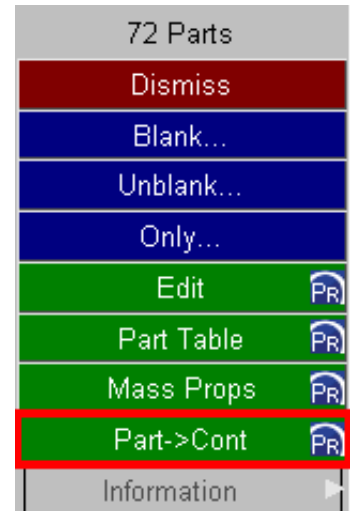 72 Parts
Dismiss
Blank...
Unblank...
Only...
Edit PR
Part Table PR
Mass Props PR
Part->Cont PR
Information